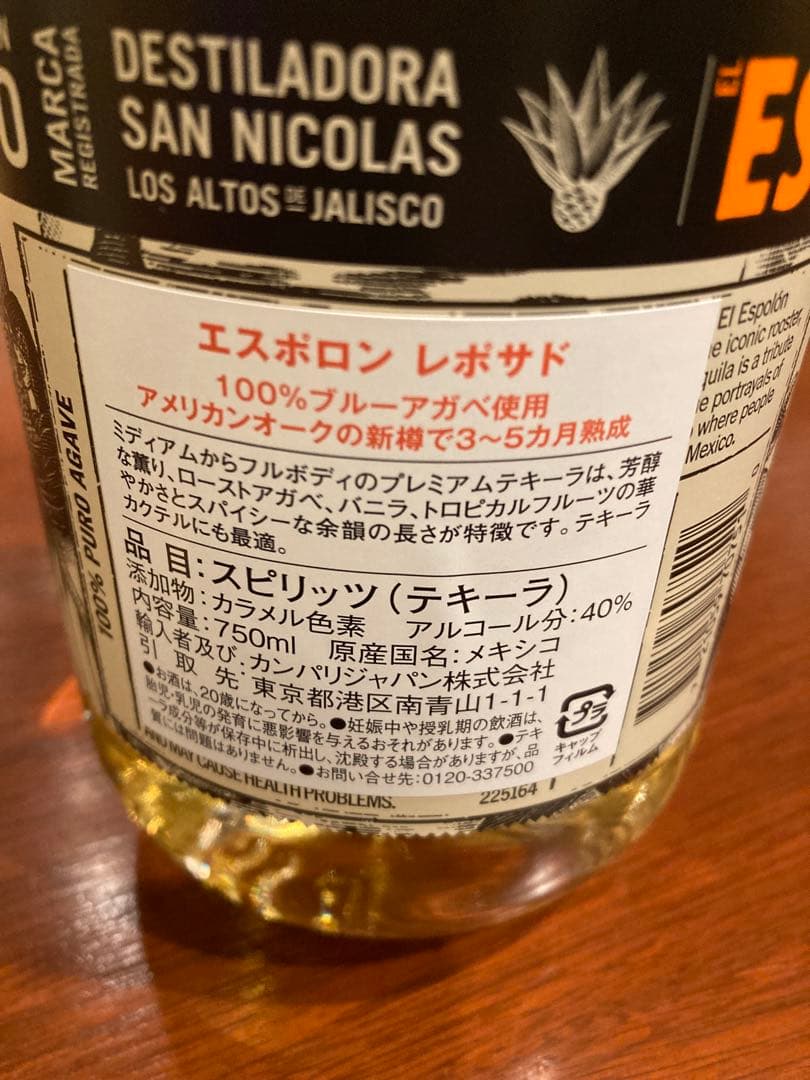 MARCA
REGISTRADA
DESTILADORA
SAN NICOLAS
LOS ALTOS DE JALISCO
EL
ES
100% PURO AGAVE
エスポロン レポサド
100%ブルーアガベ使用
アメリカンオークの新樽で3～5カ月熟成
ミディアムからフルボディのプレミアムテキーラは、芳醇
な薫り、ローストアガベ、バニラ、トロピカルフルーツの華
やかさとスパイシーな余韻の長さが特徴です。テキーラ
カクテルにも最適。
品 目:スピリッツ(テキーラ)
添加物:カラメル色素 アルコール分:40%
内容量:750ml 原産国名:メキシコ
輸入者及び:カンパリジャパン株式会社
引 取 先 東京都港区南青山1-1-1
●お酒は、20歳になってから。●妊娠中や授乳期の飲酒は、
胎児・乳児の発育に悪影響を与えるおそれがあります。●テキ
ーラ成分等が保存中に析出し、沈殿する場合がありますが、品
質には問題はありません。●お問い合せ先:0120-337500
プラ
キャップ
フィルム
El Espolón
iconic rooster,
quila is a tribute
portrayals of
where people
Mexico.
AND MAY CAUSE HEALTH PROBLEMS.
225164